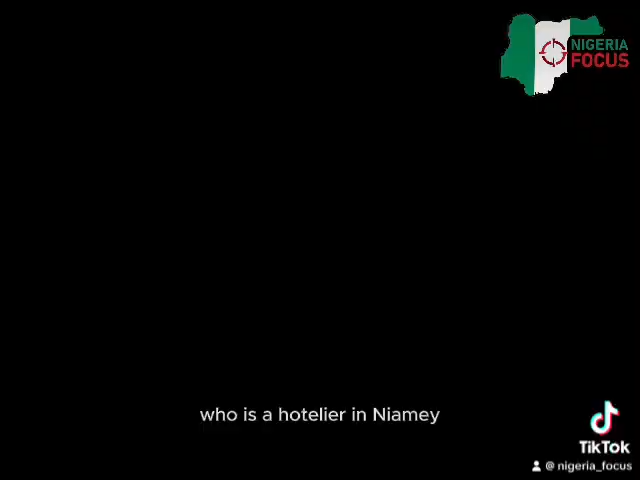 NIGERIA
FOCUS
who is a hotelier in Niamey
TikTok
@ nigeria_focus